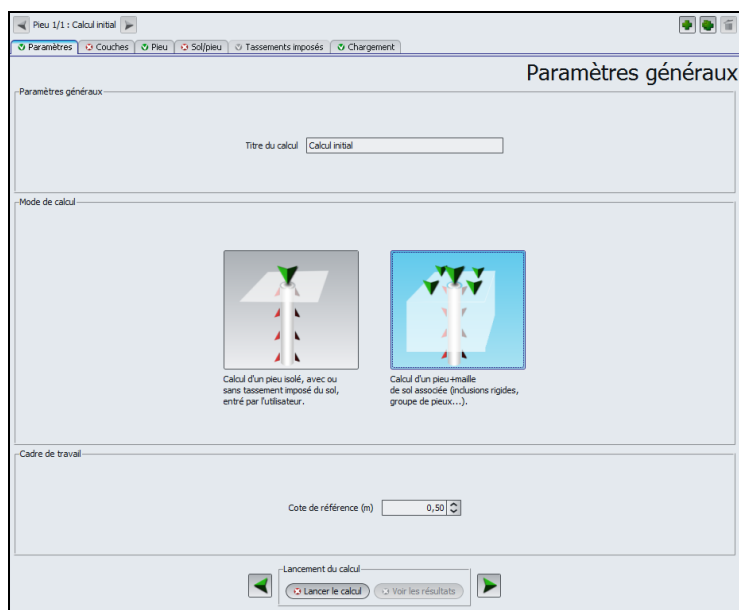 Pieu 1/1 : Calcul initial
Paramètres Couches Pieu Sol/pieu Tassements imposés Chargement
Paramètres généraux
Paramètres généraux
Titre du calcul Calcul initial
Mode de calcul
Calcul d'un pieu isolé, avec ou
sans tassement imposé du sol,
entré par l'utilisateur.
Calcul d'un pieu+maille
de sol associée (inclusions rigides,
groupe de pieux...).
Cadre de travail
Cote de référence (m) 0,50
Lancement du calcul
Lancer le calcul Voir les résultats